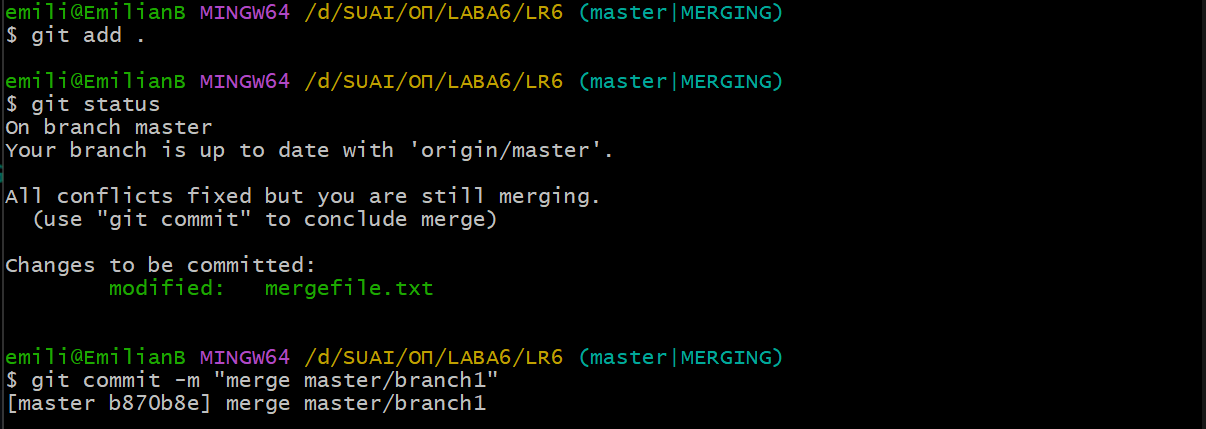 emili@EmilianB MINGW64 /d/SUAI/ОП/LABA6/LR6 (master|MERGING)
$ git add .
emili@EmilianB MINGW64 /d/SUAI/ОП/LABA6/LR6 (master|MERGING)
$ git status
On branch master
Your branch is up to date with 'origin/master'.
All conflicts fixed but you are still merging.
  (use "git commit" to conclude merge)
Changes to be committed:
        modified:   mergefile.txt
emili@EmilianB MINGW64 /d/SUAI/ОП/LABA6/LR6 (master|MERGING)
$ git commit -m "merge master/branch1"
[master b870b8e] merge master/branch1